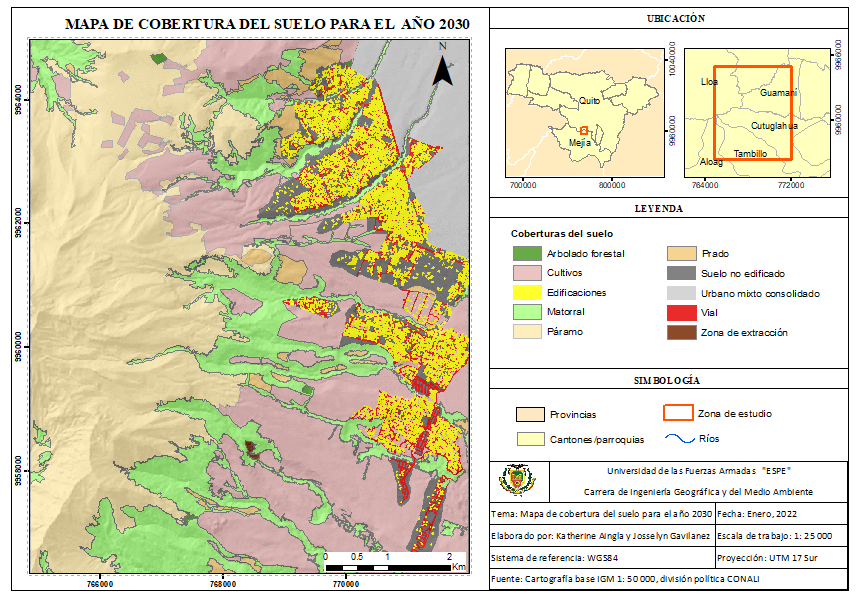 MAPA DE COBERTURA DEL SUELO PARA EL AÑO 2030
N
9964000
9962000
9960000
9958000
766000
768000
770000
0 0.5 1 2
Km
UBICACIÓN
Quito
Mejía
700000
800000
10040000
9960000
Lloa
Guamaní
Cutuglahua
Tambillo
Aloag
764000
772000
9966000
9960000
LEYENDA
Coberturas del suelo
Arbolado forestal
Cultivos
Edificaciones
Matorral
Páramo
Prado
Suelo no edificado
Urbano mixto consolidado
Vial
Zona de extracción
SIMBOLOGÍA
Provincias
Cantones/parroquias
Zona de estudio
Ríos
Universidad de las Fuerzas Armadas "ESPE"
Carrera de Ingeniería Geográfica y del Medio Ambiente
Tema: Mapa de cobertura del suelo para el año 2030
Fecha: Enero, 2022
Elaborado por: Katherine Aingla y Josselyn Gavilanez
Escala de trabajo: 1: 25 000
Sistema de referencia: WGS84
Proyección: UTM 17 Sur
Fuente: Cartografía base IGM 1: 50 000, división política CONALI